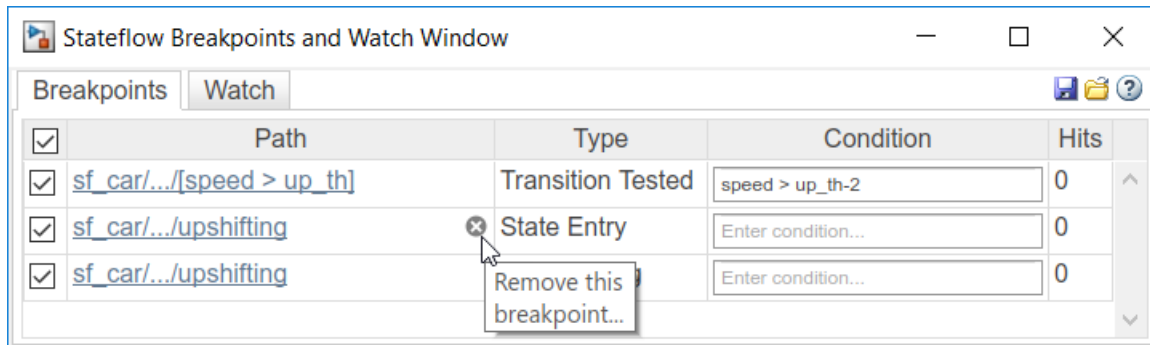 Stateflow Breakpoints and Watch Window
Breakpoints Watch
Path Type Condition Hits
sf_car/.../[speed > up_th] Transition Tested speed > up_th-2 0
sf_car/.../upshifting State Entry Enter condition... 0
sf_car/.../upshifting Enter condition... 0
Remove this
breakpoint...